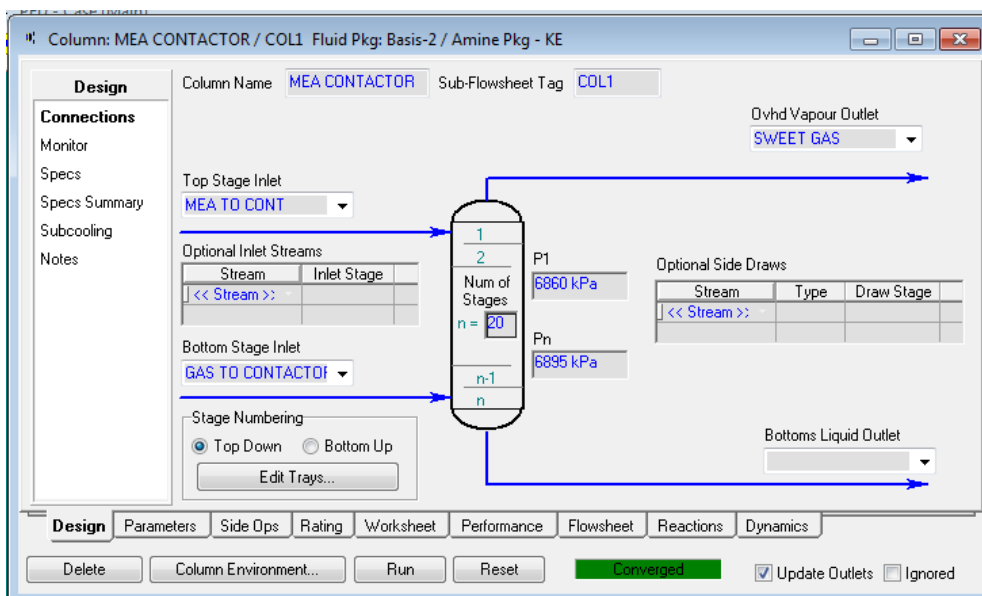 PFD - Case (Main)
Column: MEA CONTACTOR / COL1 Fluid Pkg: Basis-2 / Amine Pkg - KE
Design
Connections
Monitor
Specs
Specs Summary
Subcooling
Notes
Column Name MEA CONTACTOR Sub-Flowsheet Tag COL1
Ovhd Vapour Outlet
SWEET GAS
Top Stage Inlet
MEA TO CONT
Optional Inlet Streams
Stream Inlet Stage
<< Stream >>
Bottom Stage Inlet
GAS TO CONTACTOF
Stage Numbering
Top Down Bottom Up
Edit Trays...
1
2
Num of
Stages
n = 20
n-1
n
P1
6860 kPa
Pn
6895 kPa
Optional Side Draws
Stream Type Draw Stage
<< Stream >>
Bottoms Liquid Outlet
Design Parameters Side Ops Rating Worksheet Performance Flowsheet Reactions Dynamics
Delete Column Environment... Run Reset Converged Update Outlets Ignored